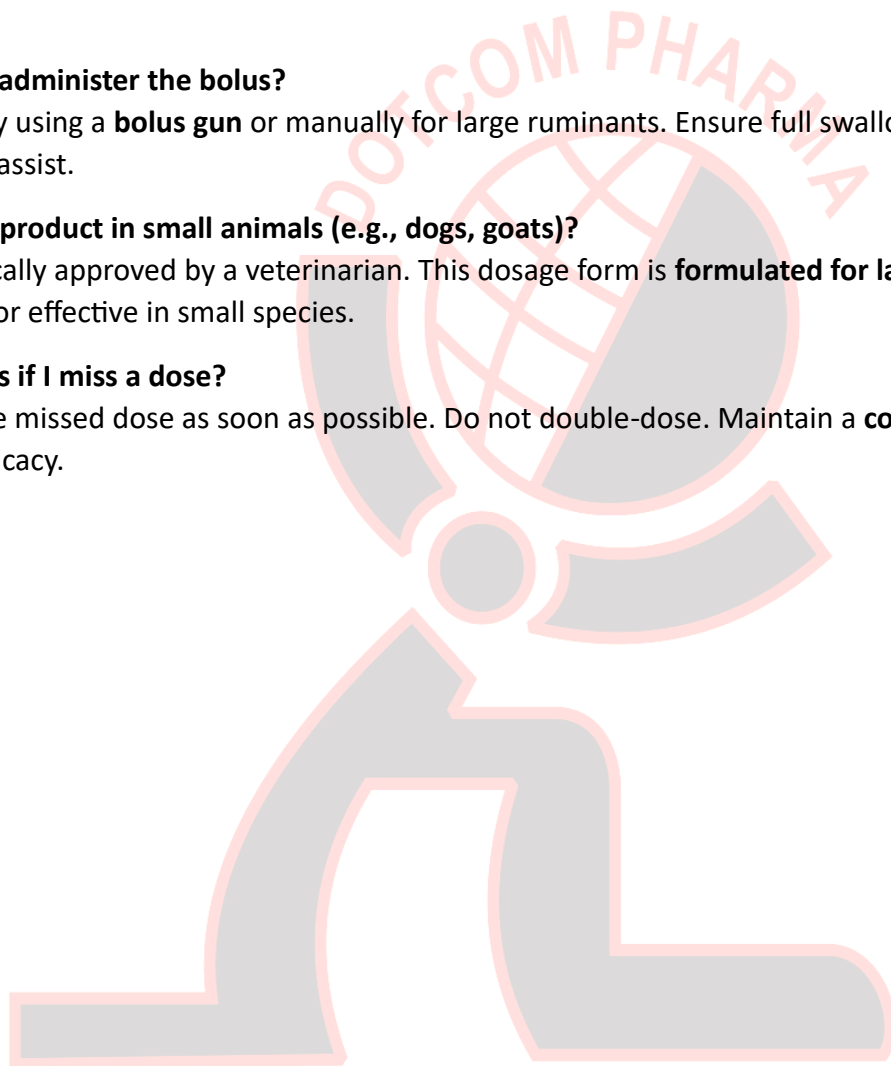 DOTCOM PHARMA
administer the bolus?
y using a bolus gun or manually for large ruminants. Ensure full swallo
assist.
product in small animals (e.g., dogs, goats)?
cally approved by a veterinarian. This dosage form is formulated for la
or effective in small species.
s if I miss a dose?
e missed dose as soon as possible. Do not double-dose. Maintain a co
cacy.